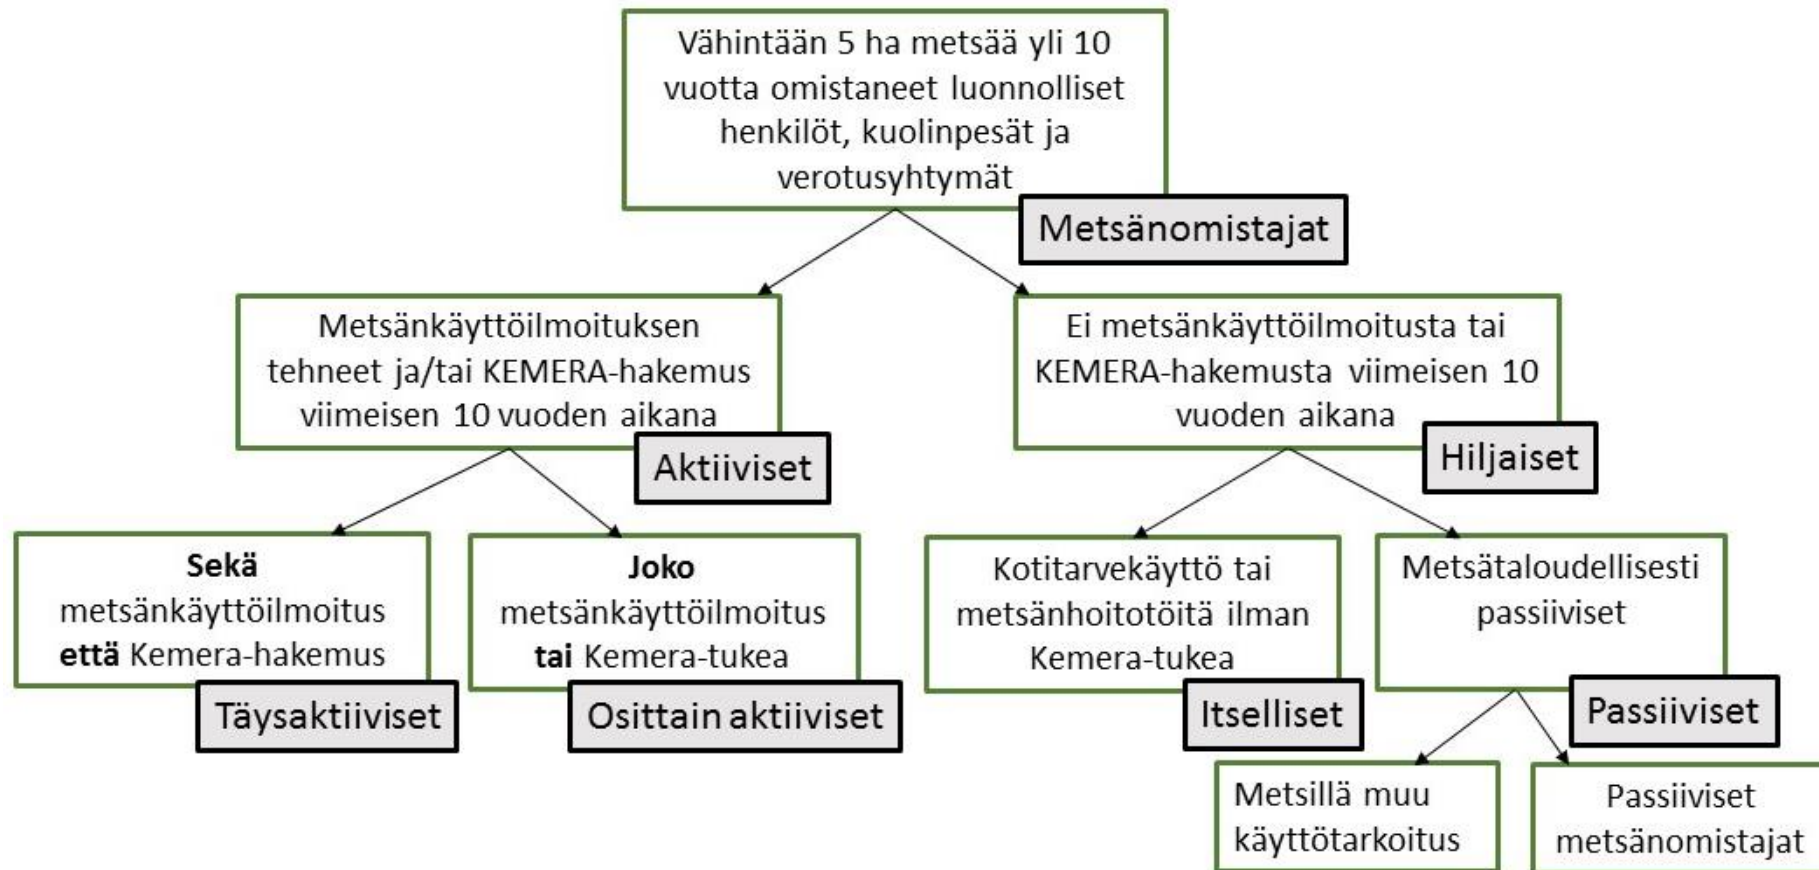 Vähintään 5 ha metsää yli 10
vuotta omistaneet luonnolliset
henkilöt, kuolinpesät ja
verotusyhtymät
Metsänomistajat
Metsänkäyttöilmoituksen
tehneet ja/tai KEMERA-hakemus
viimeisen 10 vuoden aikana
Aktiiviset
Ei metsänkäyttöilmoitusta tai
KEMERA-hakemusta viimeisen 10
vuoden aikana
Hiljaiset
Sekä
metsänkäyttöilmoitus
että Kemera-hakemus
Täysaktiiviset
Joko
metsänkäyttöilmoitus
tai Kemera-tukea
Osittain aktiiviset
Kotitarvekäyttö tai
metsänhoitotöitä ilman
Kemera-tukea
Itselliset
Metsätaloudellisesti
passiiviset
Passiiviset
Metsillä muu
käyttötarkoitus
Passiiviset
metsänomistajat